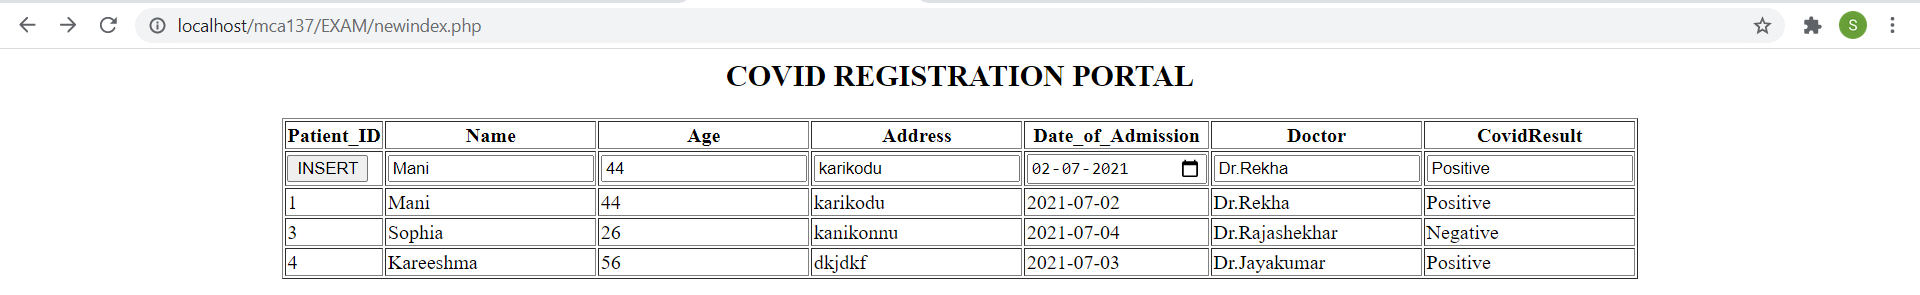 localhost/mca137/EXAM/newindex.php
S
COVID REGISTRATION PORTAL
Patient_ID Name Age Address Date_of_Admission Doctor CovidResult
INSERT Mani 44 karikodu 02-07-2021 Dr.Rekha Positive
1 Mani 44 karikodu 2021-07-02 Dr.Rekha Positive
3 Sophia 26 kanikonnu 2021-07-04 Dr.Rajashekhar Negative
4 Kareeshma 56 dkjdkf 2021-07-03 Dr.Jayakumar Positive